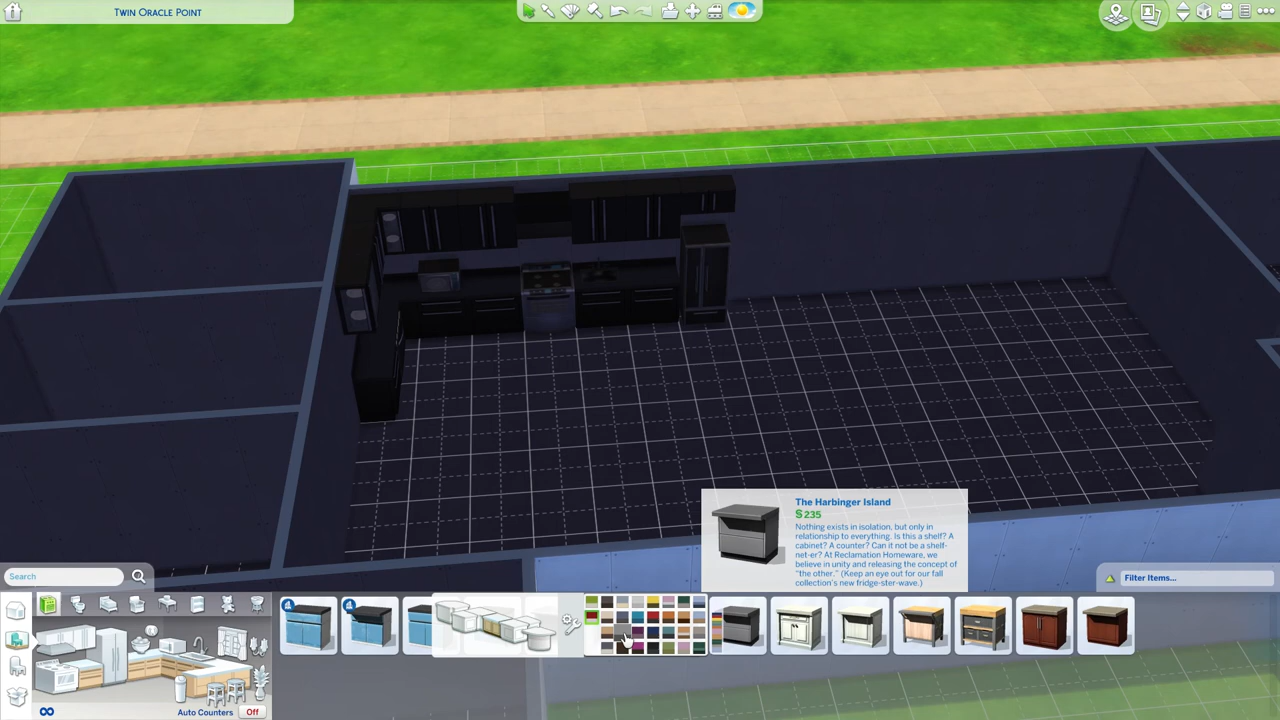 TWIN ORACLE POINT
The Harbinger Island
§235
Nothing exists in isolation, but only in
relationship to everything. Is this a shelf? A
cabinet? A counter? Can it not be a shelf-
net-er? At Reclamation Homeware, we
believe in unity and releasing the concept of
"the other." (Keep an eye out for our fall
collection's new fridge-ster-wave.)
Search
Filter Items...
Auto Counters
Off